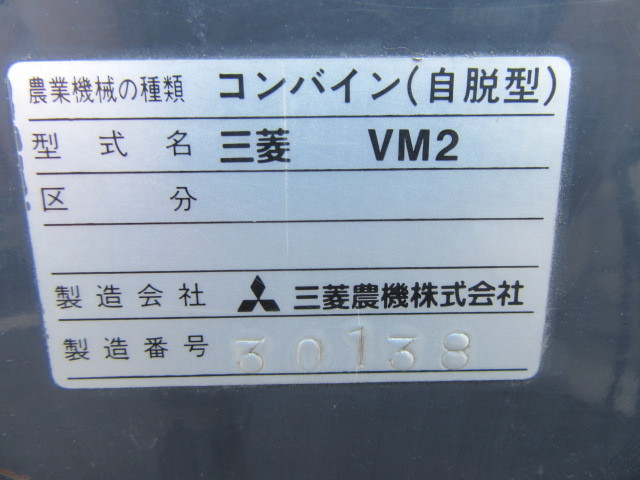 農業機械の種類 コンバイン(自脱型)
型式名 三菱 VM2
区分
製造会社 三菱農機株式会社
製造番号 30138